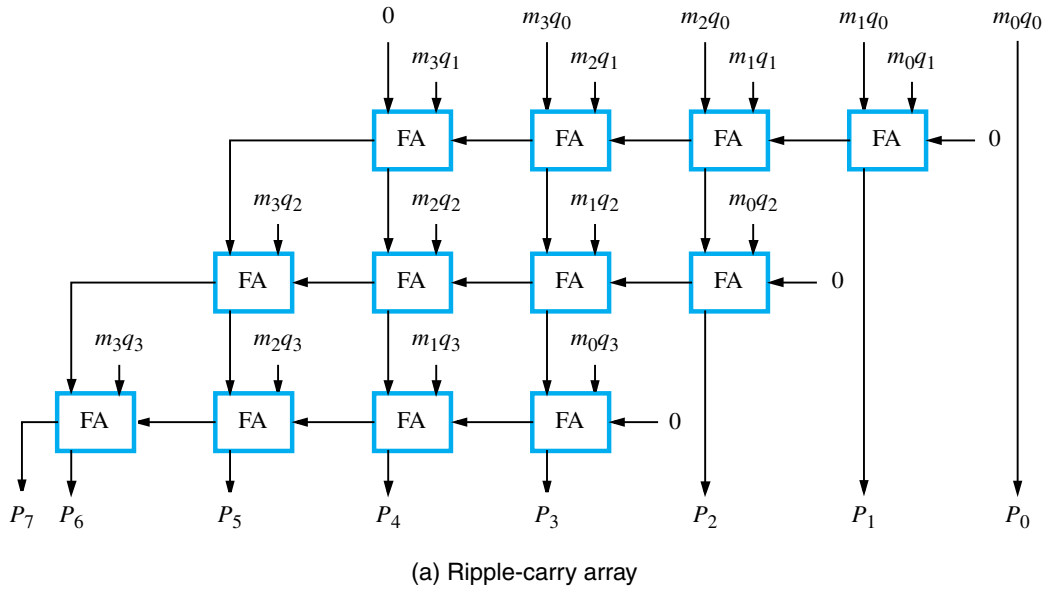 0 m₃q₀ m₂q₀ m₁q₀ m₀q₀
m₃q₁ m₂q₁ m₁q₁ m₀q₁
FA FA FA FA 0
m₃q₂ m₂q₂ m₁q₂ m₀q₂
FA FA FA FA 0
m₃q₃ m₂q₃ m₁q₃ m₀q₃
FA FA FA FA 0
P₇ P₆ P₅ P₄ P₃ P₂ P₁ P₀
(a) Ripple-carry array